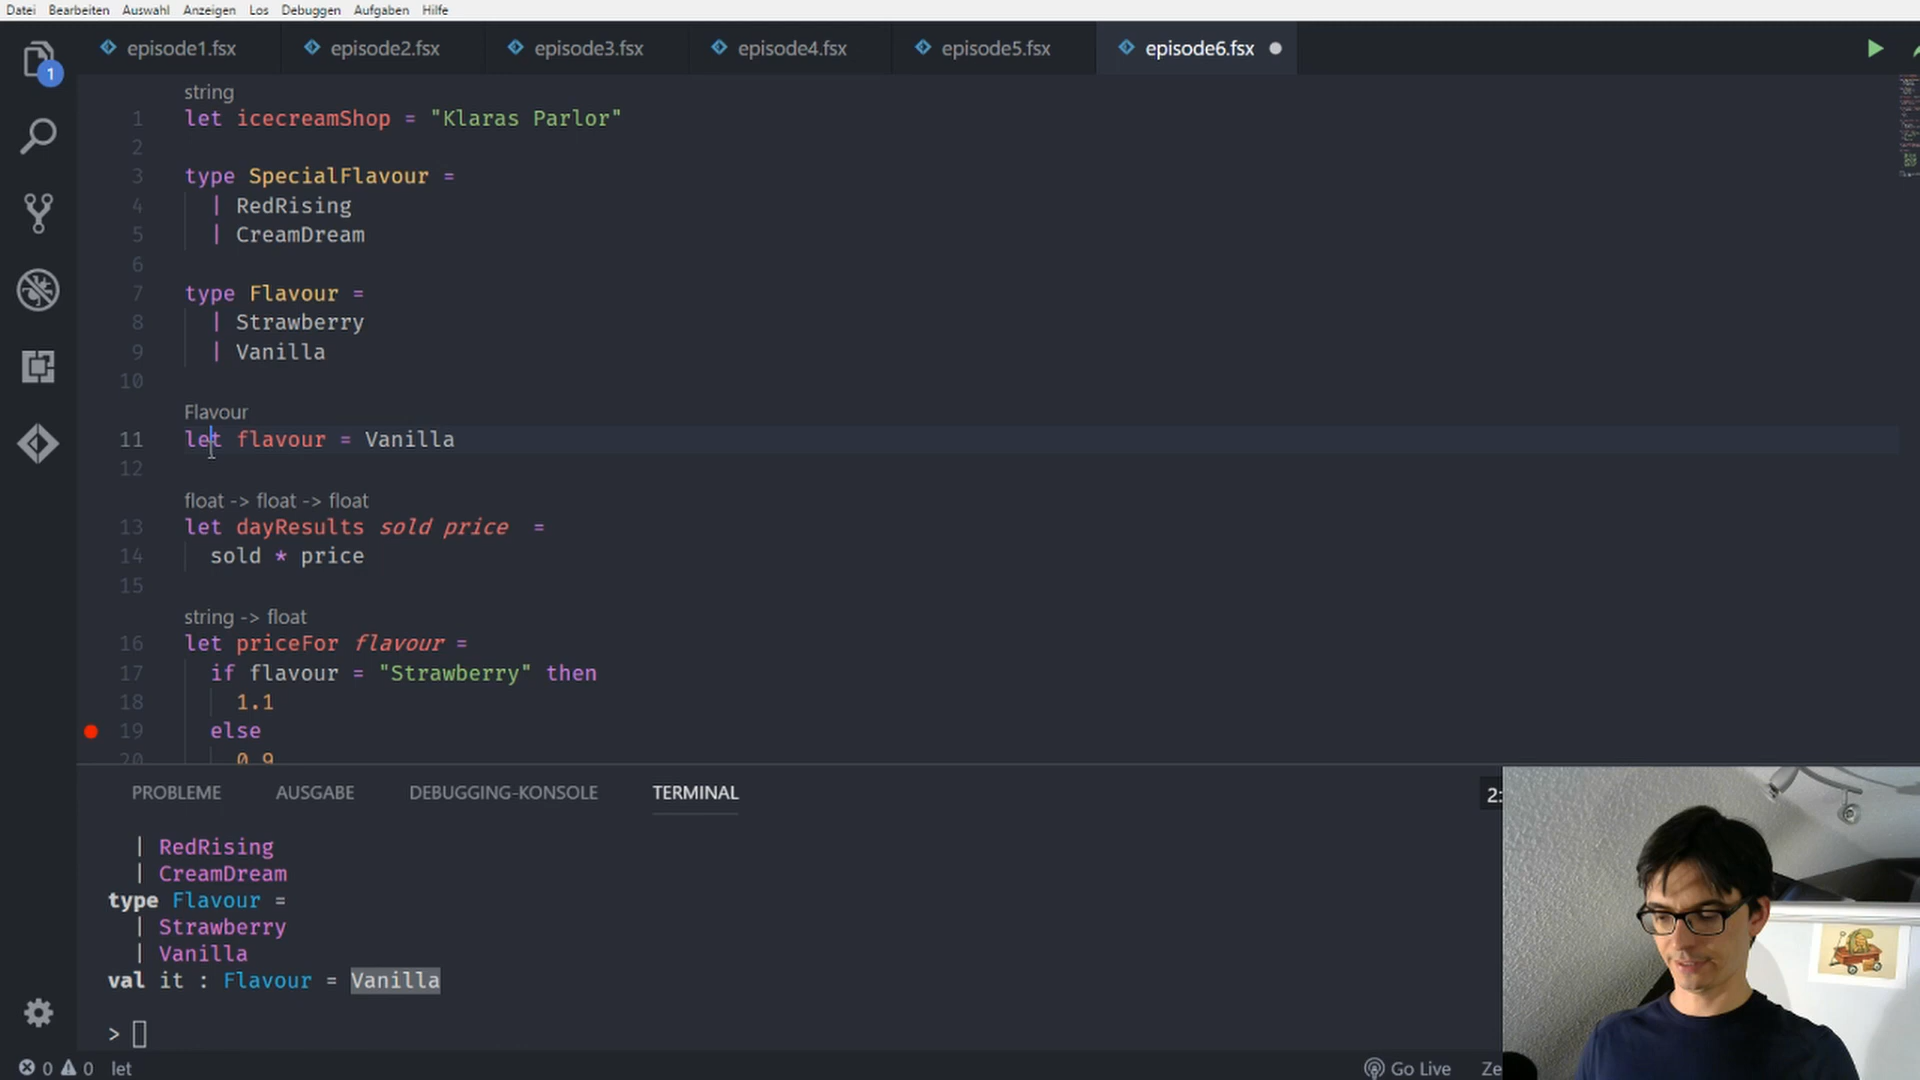 Datei Bearbeiten Auswahl Anzeigen Los Debuggen Aufgaben Hilfe
episode1.fsx episode2.fsx episode3.fsx episode4.fsx episode5.fsx episode6.fsx
1
string
1 let icecreamShop = "Klaras Parlor"
2
3 type SpecialFlavour =
4 | RedRising
5 | CreamDream
6
7 type Flavour =
8 | Strawberry
9 | Vanilla
10
Flavour
11 let flavour = Vanilla
12
float -> float -> float
13 let dayResults sold price =
14 sold * price
15
string -> float
16 let priceFor flavour =
17 if flavour = "Strawberry" then
18 1.1
19 else
20 0.9
PROBLEME AUSGABE DEBUGGING-KONSOLE TERMINAL 2:
| RedRising
| CreamDream
type Flavour =
| Strawberry
| Vanilla
val it : Flavour = Vanilla
>
0 0 let Go Live Ze